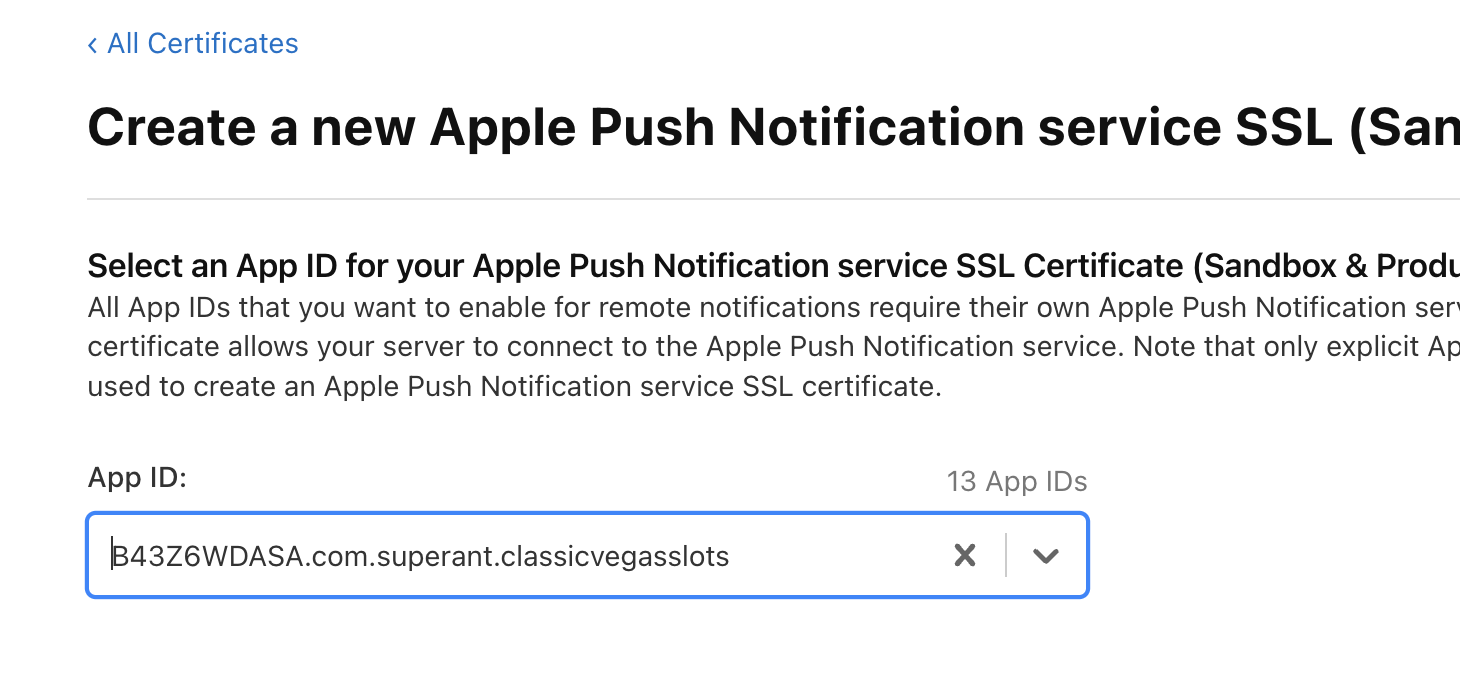 ‹ All Certificates
Create a new Apple Push Notification service SSL (San
Select an App ID for your Apple Push Notification service SSL Certificate (Sandbox & Produ
All App IDs that you want to enable for remote notifications require their own Apple Push Notification serv
certificate allows your server to connect to the Apple Push Notification service. Note that only explicit Ap
used to create an Apple Push Notification service SSL certificate.
App ID:
13 App IDs
B43Z6WDASA.com.superant.classicvegasslots